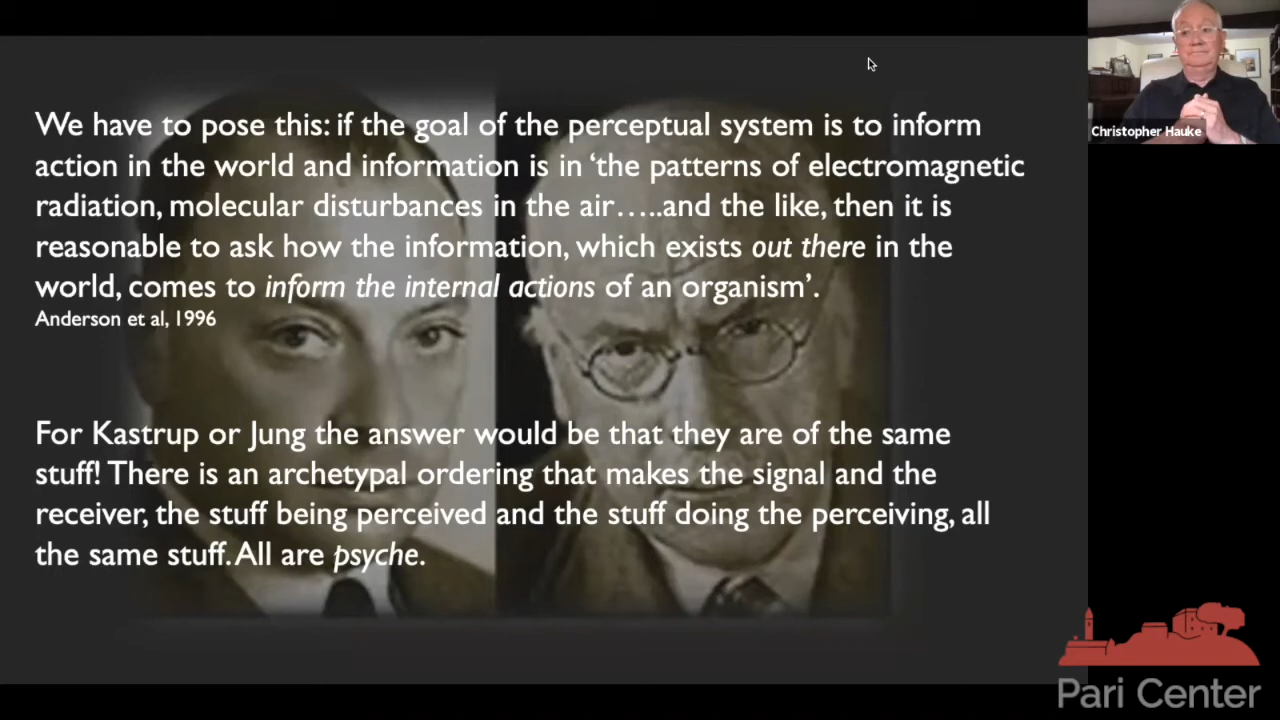 We have to pose this: if the goal of the perceptual system is to inform
action in the world and information is in ‘the patterns of electromagnetic
radiation, molecular disturbances in the air…..and the like, then it is
reasonable to ask how the information, which exists out there in the
world, comes to inform the internal actions of an organism’.
Anderson et al, 1996
For Kastrup or Jung the answer would be that they are of the same
stuff! There is an archetypal ordering that makes the signal and the
receiver, the stuff being perceived and the stuff doing the perceiving, all
the same stuff. All are psyche.
Christopher Hauke
Pari Center